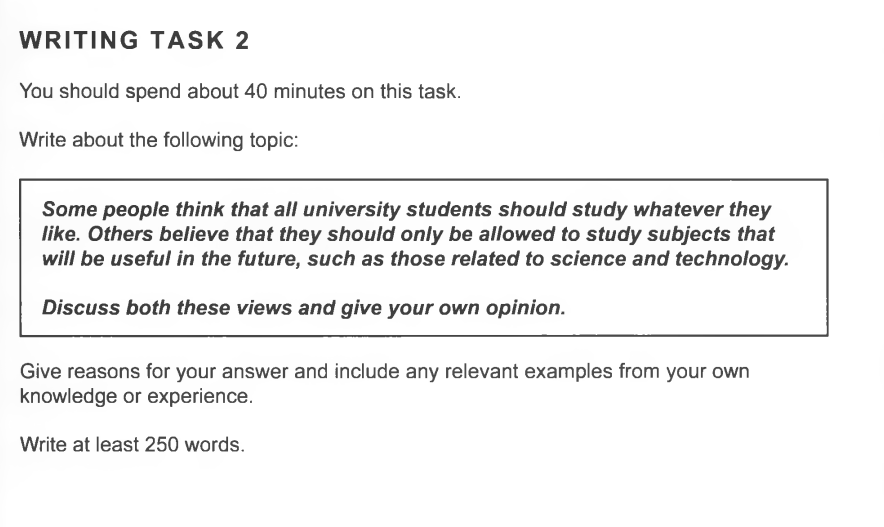 WRITING TASK 2
You should spend about 40 minutes on this task.
Write about the following topic:
Some people think that all university students should study whatever they
like. Others believe that they should only be allowed to study subjects that
will be useful in the future, such as those related to science and technology.
Discuss both these views and give your own opinion.
Give reasons for your answer and include any relevant examples from your own
knowledge or experience.
Write at least 250 words.